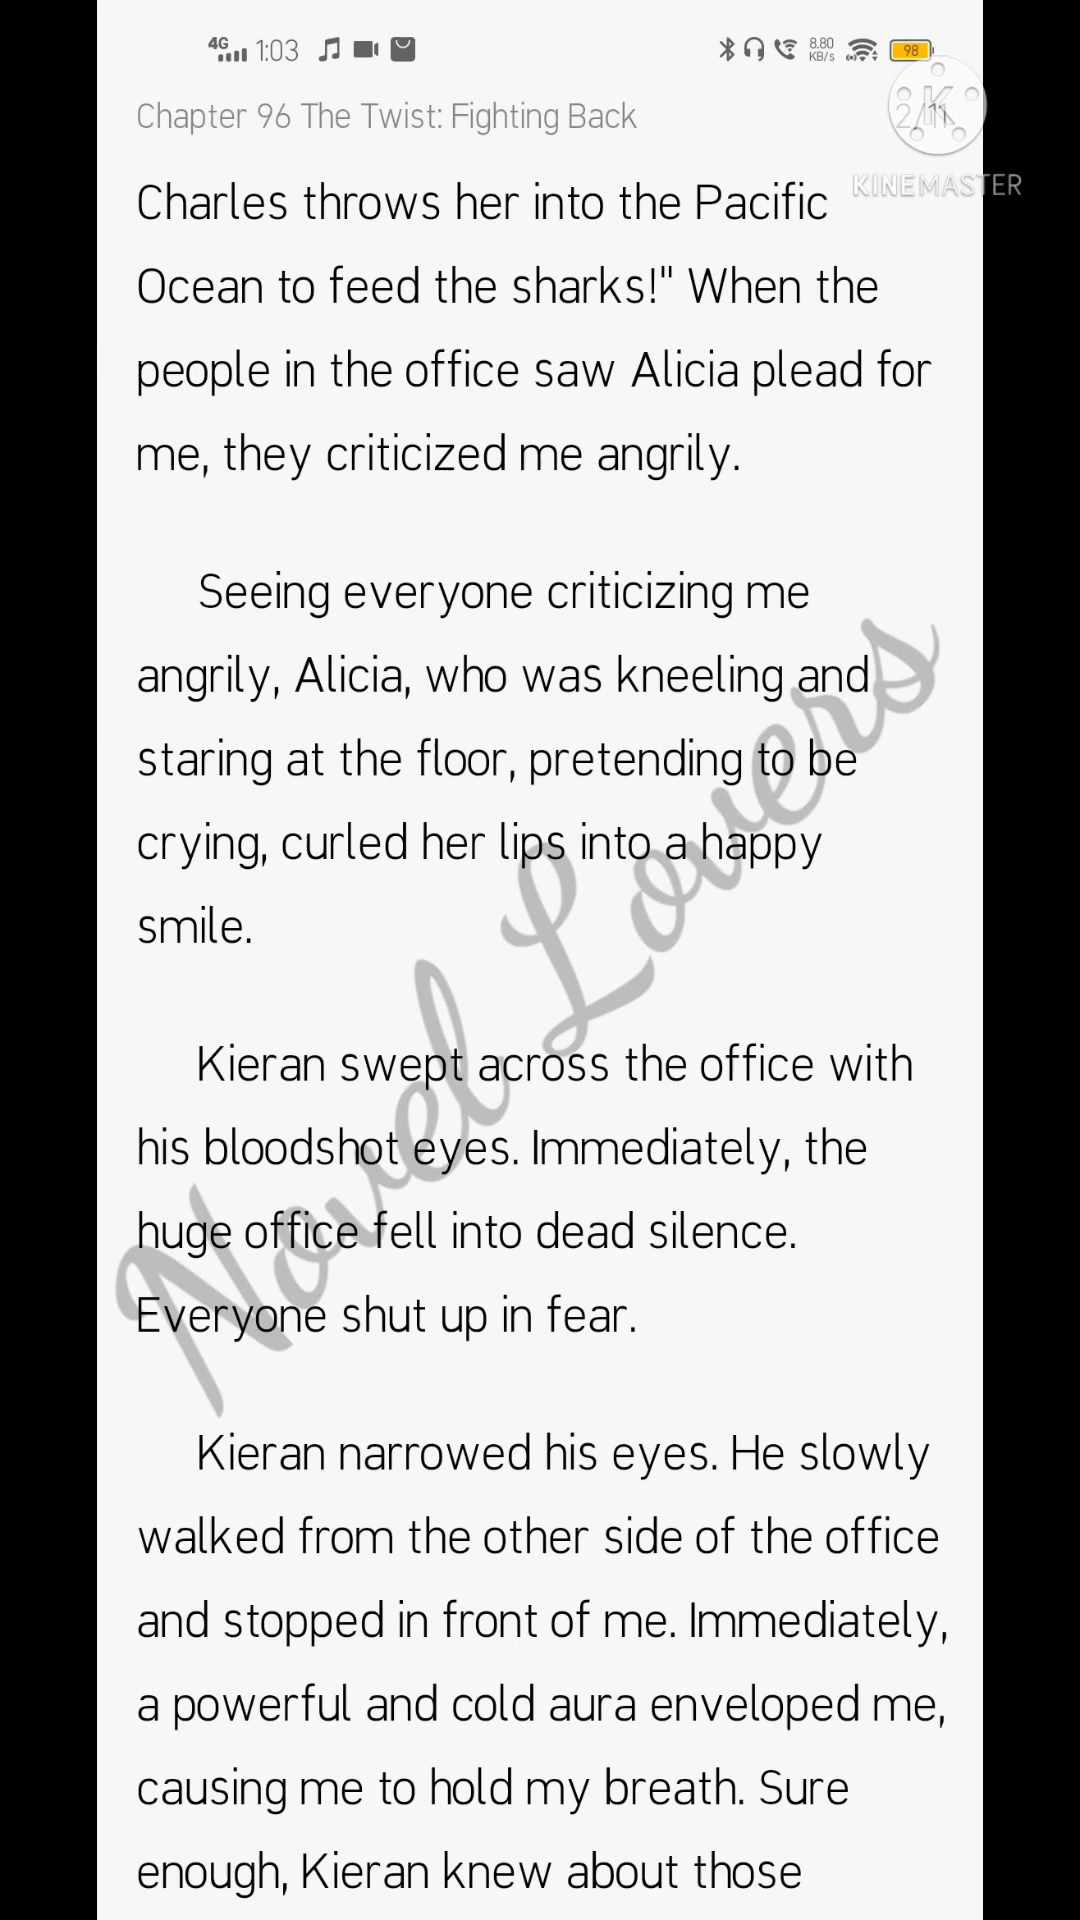 4G 1:03 8.80 KB/s 98
Chapter 96 The Twist: Fighting Back 2/11
K
KINEMASTER
Charles throws her into the Pacific
Ocean to feed the sharks!" When the
people in the office saw Alicia plead for
me, they criticized me angrily.
Seeing everyone criticizing me
angrily, Alicia, who was kneeling and
staring at the floor, pretending to be
crying, curled her lips into a happy
smile.
Kieran swept across the office with
his bloodshot eyes. Immediately, the
huge office fell into dead silence.
Everyone shut up in fear.
Kieran narrowed his eyes. He slowly
walked from the other side of the office
and stopped in front of me. Immediately,
a powerful and cold aura enveloped me,
causing me to hold my breath. Sure
enough, Kieran knew about those
Novel Lovers